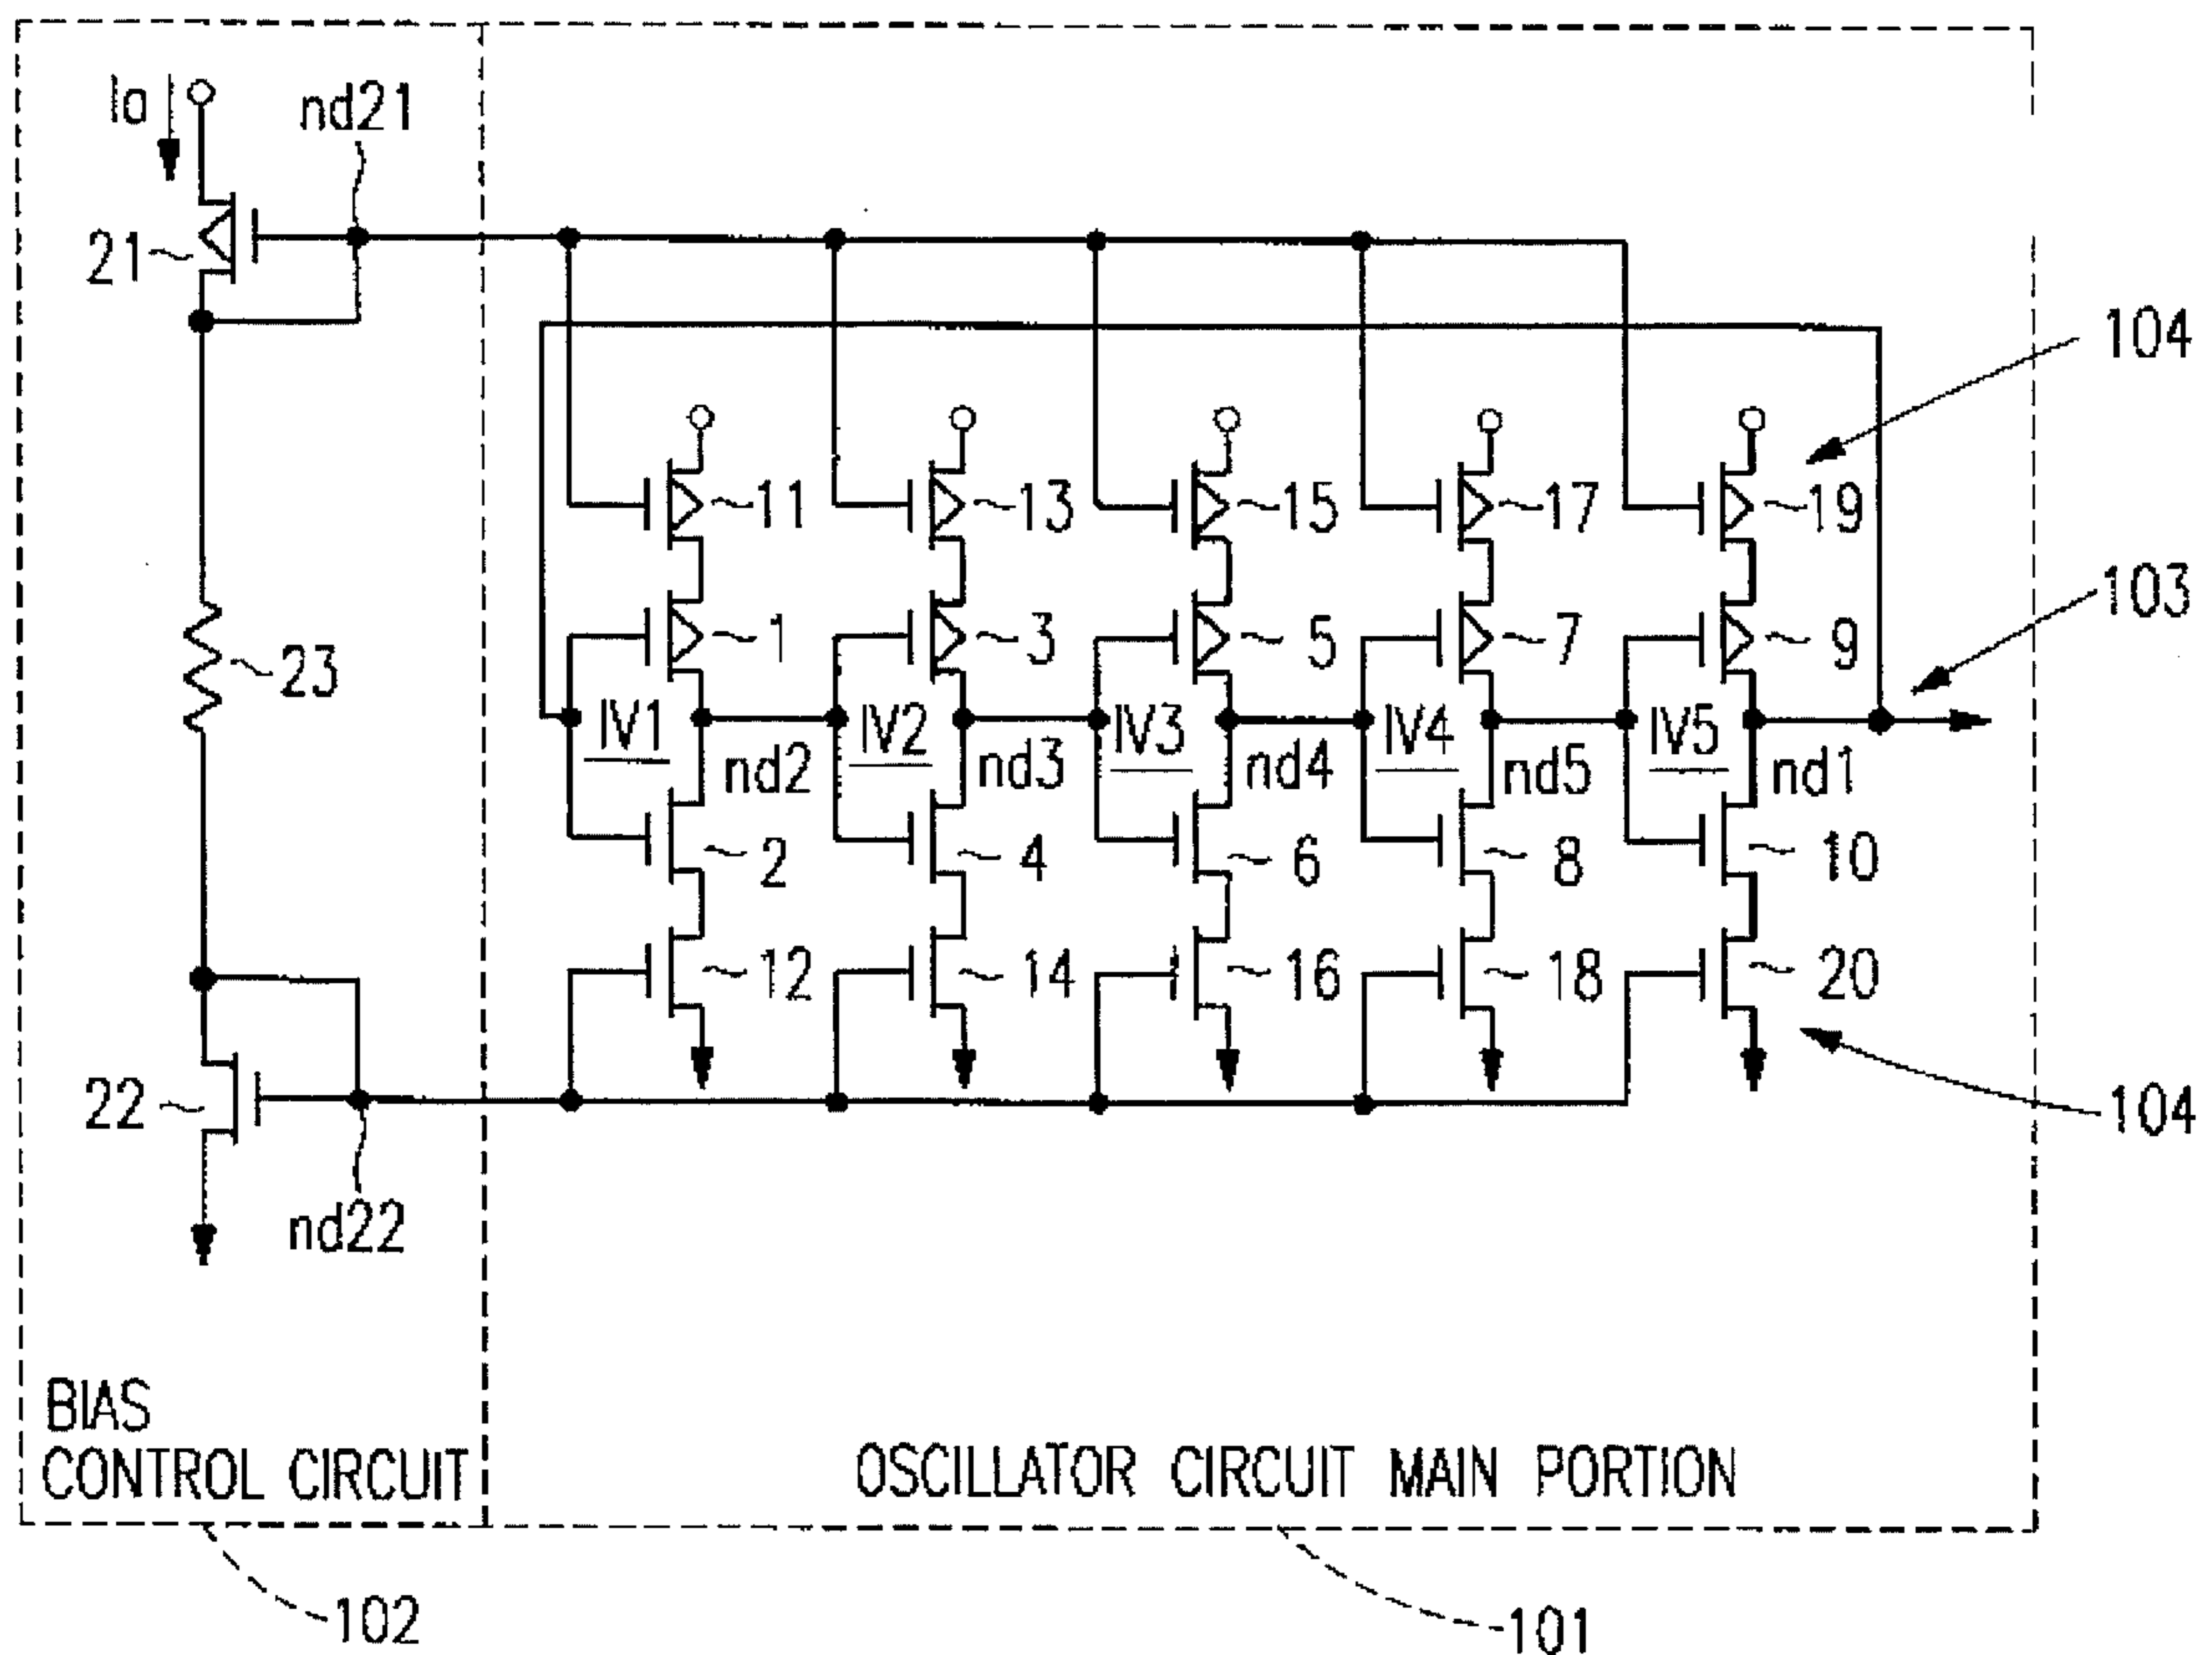 Ia
nd21
21
104
11
13
15
17
19
103
23
1
3
5
7
9
IV1
IV2
IV3
IV4
IV5
nd2
nd3
nd4
nd5
nd1
2
4
6
8
10
12
14
16
18
20
22
104
nd22
BIAS
CONTROL CIRCUIT
OSCILLATOR CIRCUIT MAIN PORTION
102
101